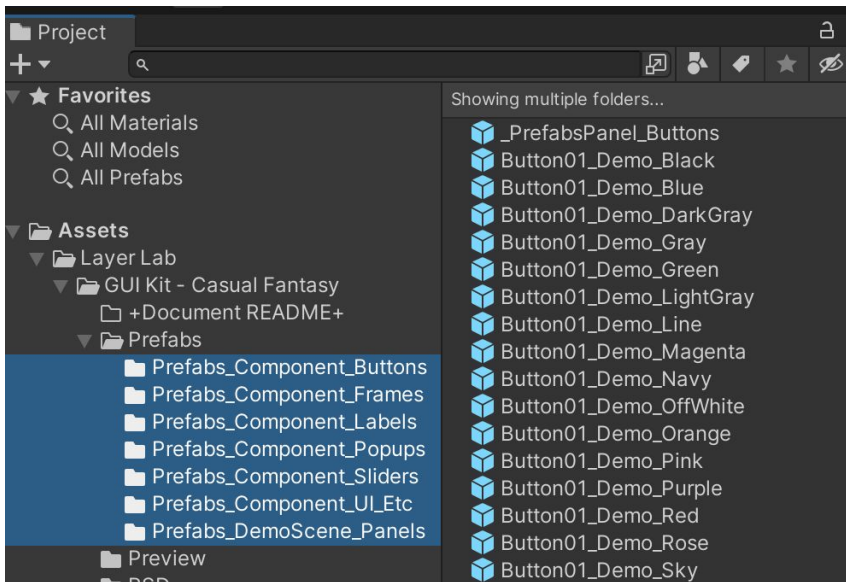 Project
Favorites
All Materials
All Models
All Prefabs
Assets
Layer Lab
GUI Kit - Casual Fantasy
+Document README+
Prefabs
Prefabs_Component_Buttons
Prefabs_Component_Frames
Prefabs_Component_Labels
Prefabs_Component_Popups
Prefabs_Component_Sliders
Prefabs_Component_UI_Etc
Prefabs_DemoScene_Panels
Preview
Showing multiple folders...
_PrefabsPanel_Buttons
Button01_Demo_Black
Button01_Demo_Blue
Button01_Demo_DarkGray
Button01_Demo_Gray
Button01_Demo_Green
Button01_Demo_LightGray
Button01_Demo_Line
Button01_Demo_Magenta
Button01_Demo_Navy
Button01_Demo_OffWhite
Button01_Demo_Orange
Button01_Demo_Pink
Button01_Demo_Purple
Button01_Demo_Red
Button01_Demo_Rose
Button01_Demo_Sky